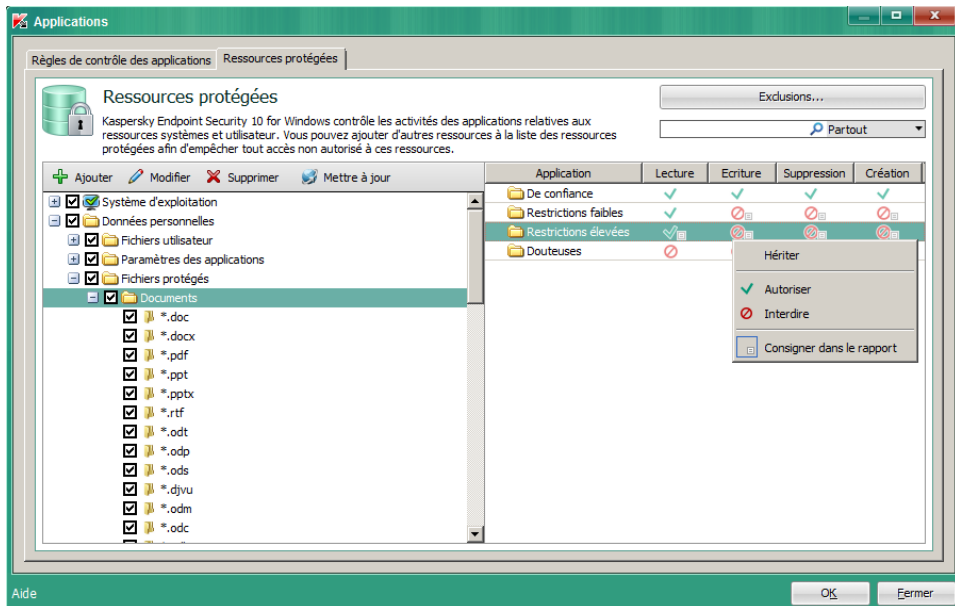 Applications
Règles de contrôle des applications Ressources protégées
Ressources protégées
Exclusions...
Kaspersky Endpoint Security 10 for Windows contrôle les activités des applications relatives aux
ressources systèmes et utilisateur. Vous pouvez ajouter d'autres ressources à la liste des ressources
protégées afin d'empêcher tout accès non autorisé à ces ressources.
Partout
Ajouter Modifier Supprimer Mettre à jour
Système d'exploitation
Données personnelles
Fichiers utilisateur
Paramètres des applications
Fichiers protégés
Documents
*.doc
*.docx
*.pdf
*.ppt
*.pptx
*.rtf
*.odt
*.odp
*.ods
*.djvu
*.odm
*.odc
Application Lecture Ecriture Suppression Création
De confiance
Restrictions faibles
Restrictions élevées
Douteuses
Hériter
Autoriser
Interdire
Consigner dans le rapport
Aide
OK
Fermer